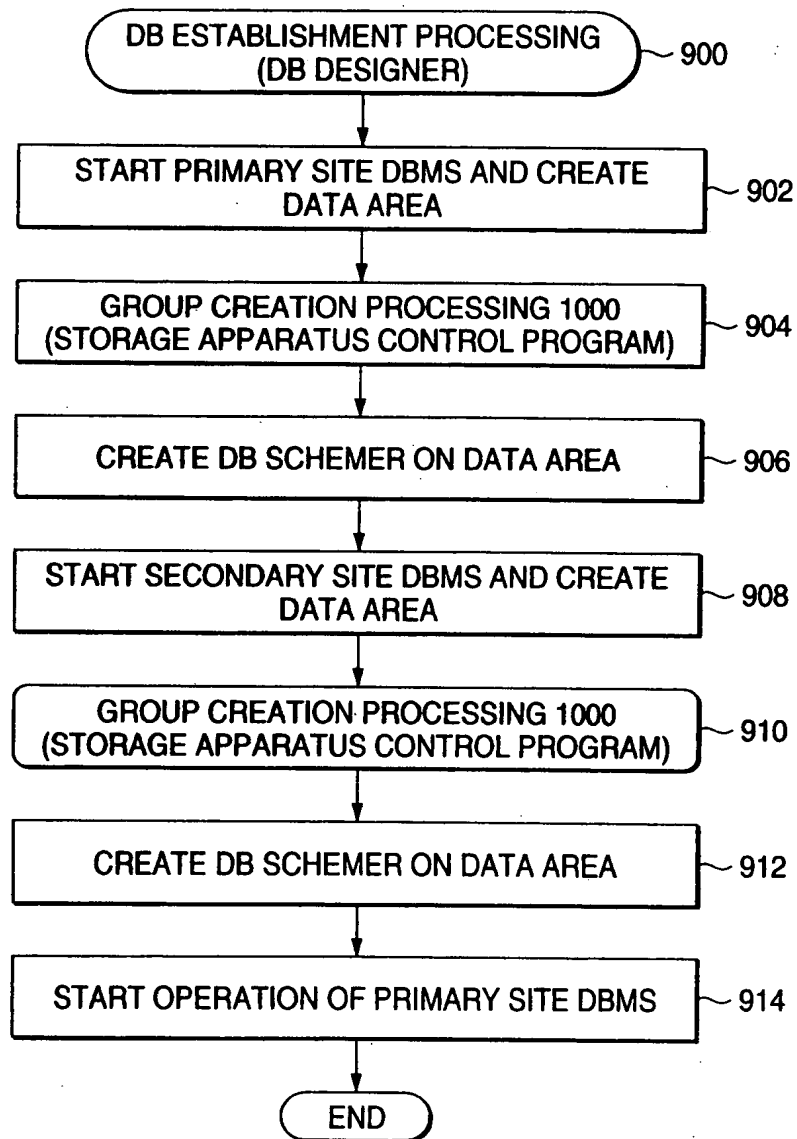 DB ESTABLISHMENT PROCESSING
(DB DESIGNER)
900
START PRIMARY SITE DBMS AND CREATE
DATA AREA
902
GROUP CREATION PROCESSING 1000
(STORAGE APPARATUS CONTROL PROGRAM)
904
CREATE DB SCHEMER ON DATA AREA
906
START SECONDARY SITE DBMS AND CREATE
DATA AREA
908
GROUP CREATION PROCESSING 1000
(STORAGE APPARATUS CONTROL PROGRAM)
910
CREATE DB SCHEMER ON DATA AREA
912
START OPERATION OF PRIMARY SITE DBMS
914
END